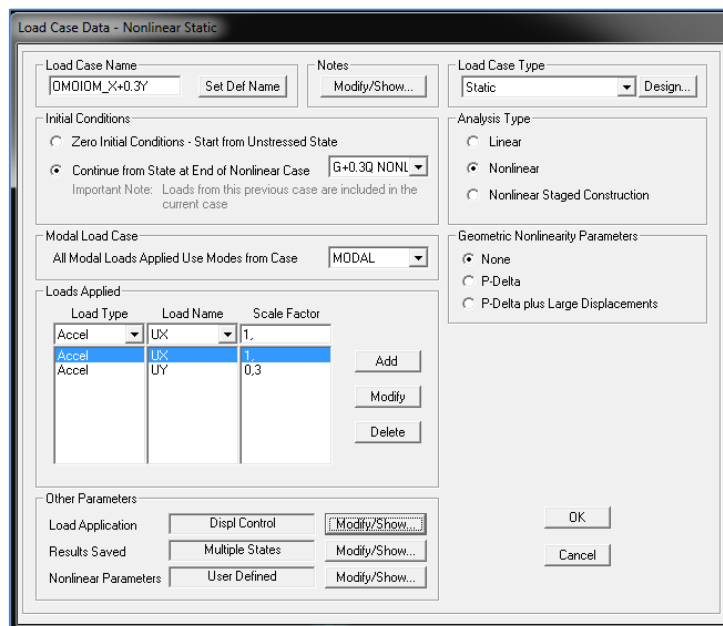 Load Case Data - Nonlinear Static
Load Case Name
OMOIOM_X+0.3Y
Set Def Name
Notes
Modify/Show...
Load Case Type
Static
Design...
Initial Conditions
Zero Initial Conditions - Start from Unstressed State
Continue from State at End of Nonlinear Case
G+0.3Q NONL
Important Note: Loads from this previous case are included in the
current case
Analysis Type
Linear
Nonlinear
Nonlinear Staged Construction
Modal Load Case
All Modal Loads Applied Use Modes from Case
MODAL
Geometric Nonlinearity Parameters
None
P-Delta
P-Delta plus Large Displacements
Loads Applied
Load Type Load Name Scale Factor
Accel UX 1,
Accel UX 1,
Accel UY 0,3
Add
Modify
Delete
Other Parameters
Load Application Displ Control Modify/Show...
Results Saved Multiple States Modify/Show...
Nonlinear Parameters User Defined Modify/Show...
OK
Cancel